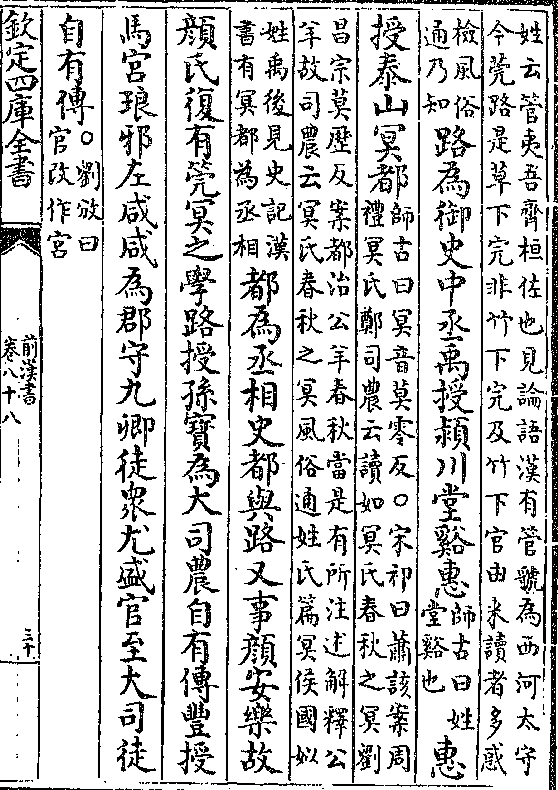 姓云管夷吾齊桓佐也見論語漢有管號為西河太守
今莞路是草下完非竹下完及竹下官由来讀者多惑
檢風俗
通乃知
路為御史中丞禹授潁川堂谿惠
師古曰姓
堂谿也
惠
授泰山冥都
師古曰冥音莫零反○宋祁曰蕭該案周
禮冥氏鄭司農云讀如冥氏春秋之冥劉
昌宗莫歴反案都治公羊春秋當是有所注述解釋公
羊故司農云冥氏春秋之冥風俗通姓氏篇冥侯國姒
姓禹後見史記漢
書有冥都為丞相
都為丞相史都與路又事顔安樂故
顔氏復有莞冥之學路授孫寶為大司農自有傳豐授
馬宮琅邪左咸咸為郡守九卿徒衆尤盛官至大司徒
自有傳
○劉攽曰
官改作宮
欽定四庫全書
前漢書
卷八十八
三十